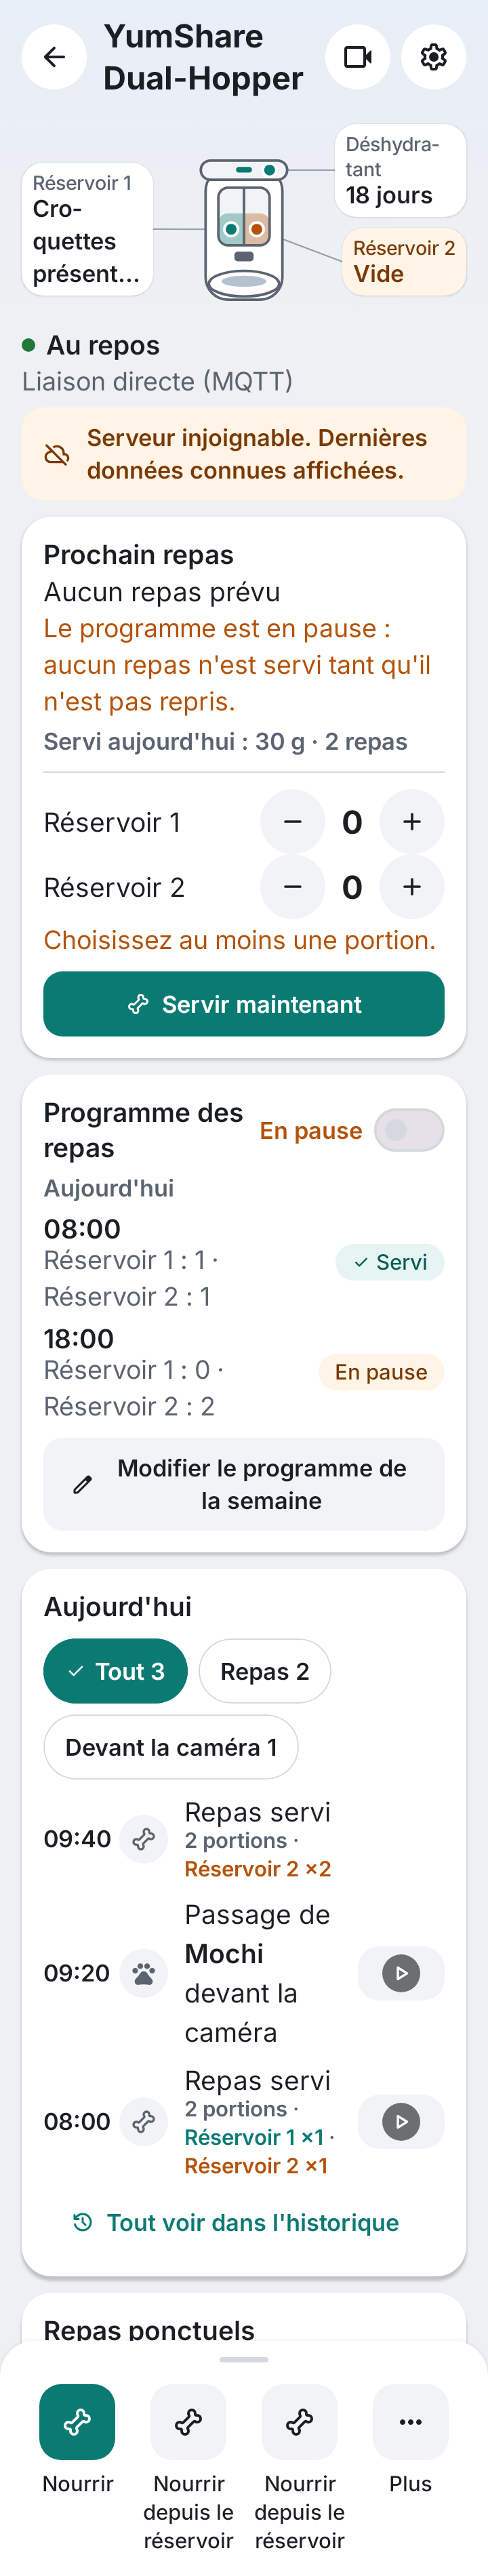 YumShare
Dual-Hopper
Déshydra-
tant
18 jours
Réservoir 1
Cro-
quettes
présent...
Réservoir 2
Vide
Au repos
Liaison directe (MQTT)
Serveur injoignable. Dernières
données connues affichées.
Prochain repas
Aucun repas prévu
Le programme est en pause :
aucun repas n'est servi tant qu'il
n'est pas repris.
Servi aujourd'hui : 30 g · 2 repas
Réservoir 1 − 0 +
Réservoir 2 − 0 +
Choisissez au moins une portion.
Servir maintenant
Programme des
repas
En pause
Aujourd'hui
08:00
Réservoir 1 : 1 ·
Réservoir 2 : 1
Servi
18:00
Réservoir 1 : 0 ·
Réservoir 2 : 2
En pause
Modifier le programme de
la semaine
Aujourd'hui
Tout 3
Repas 2
Devant la caméra 1
09:40
Repas servi
2 portions ·
Réservoir 2 ×2
09:20
Passage de
Mochi
devant la
caméra
08:00
Repas servi
2 portions ·
Réservoir 1 ×1 ·
Réservoir 2 ×1
Tout voir dans l'historique
Repas ponctuels
Nourrir
Nourrir
depuis le
réservoir
Nourrir
depuis le
réservoir
Plus